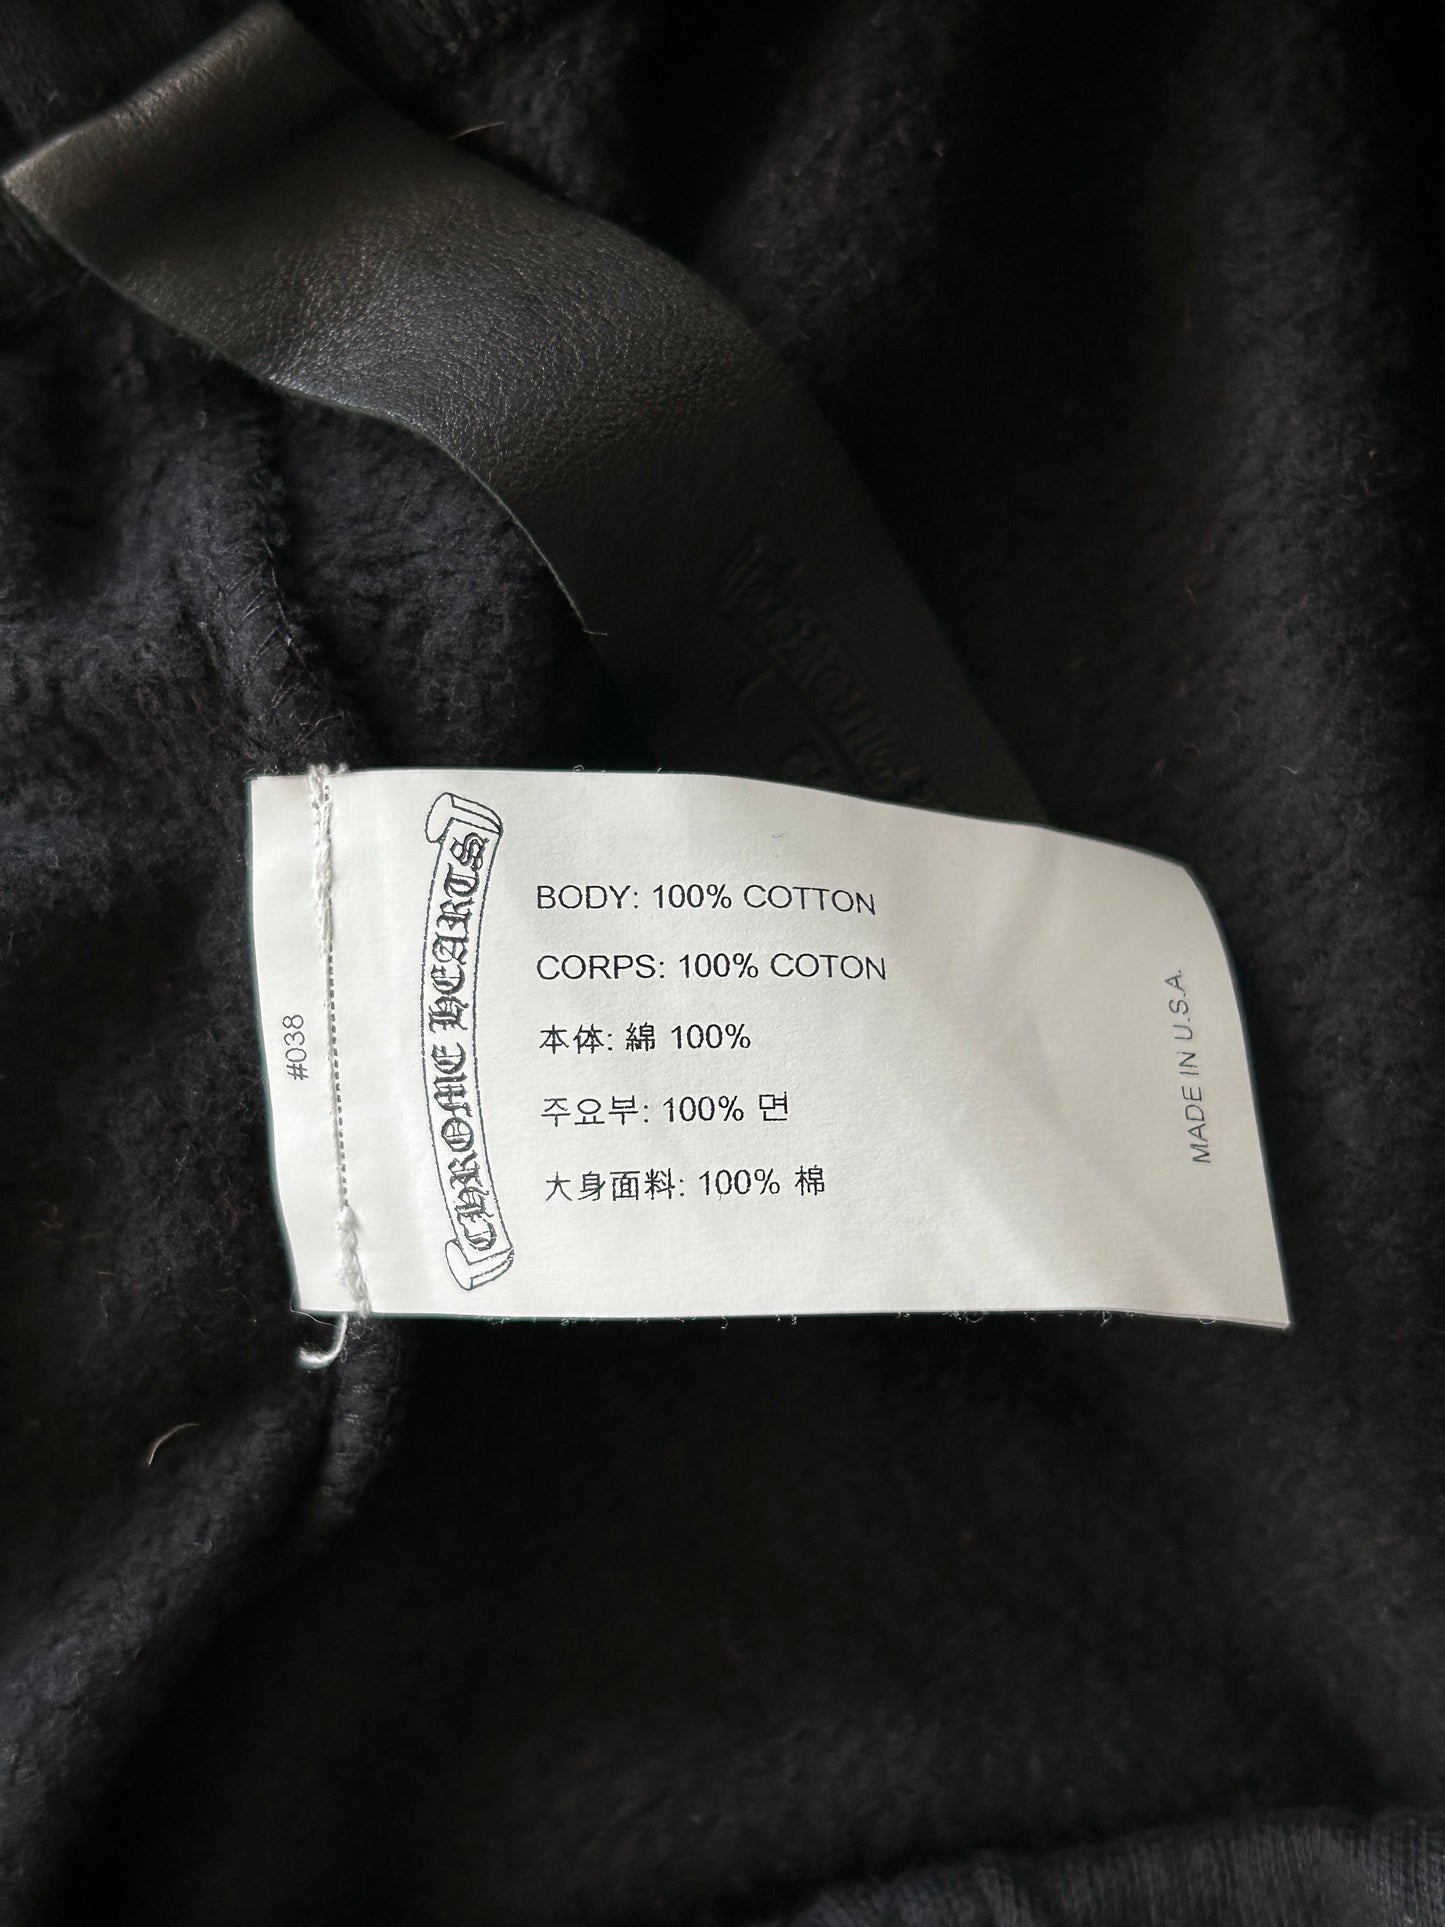 #038
CHROME HEARTS
BODY: 100% COTTON
CORPS: 100% COTON
本体: 綿 100%
주요부: 100% 면
大身面料: 100% 棉
MADE IN U.S.A.